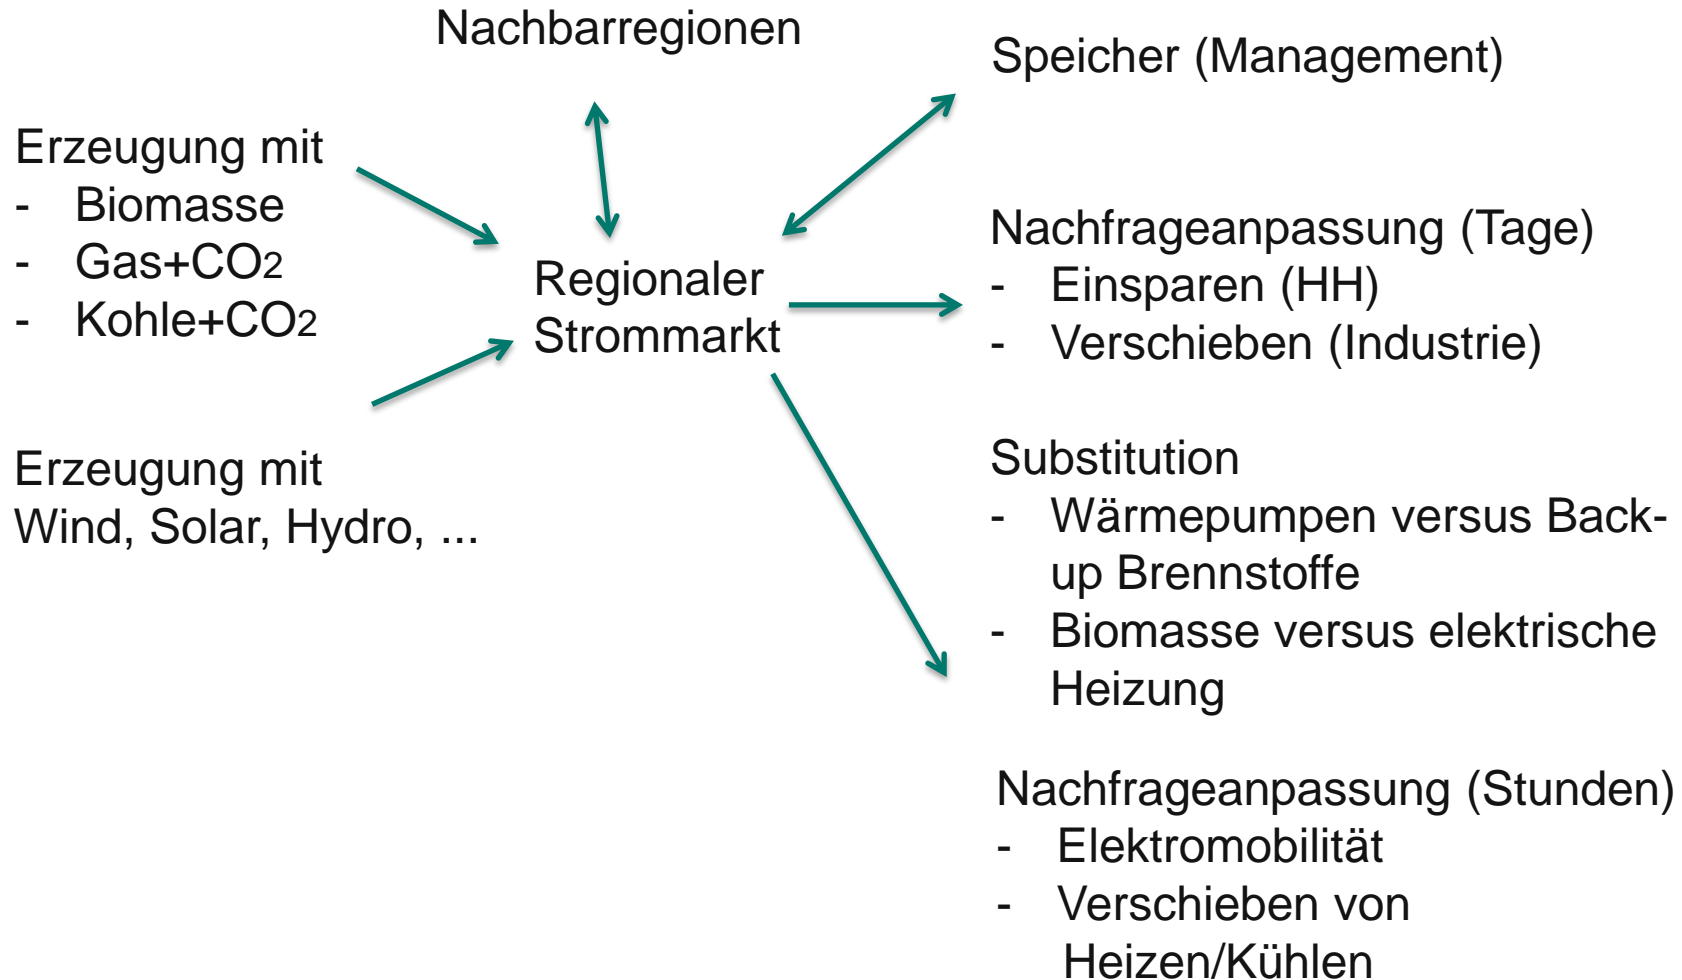 Nachbarregionen
Speicher (Management)
Erzeugung mit
- Biomasse
- Gas+CO2
- Kohle+CO2
Regionaler
Strommarkt
Nachfrageanpassung (Tage)
- Einsparen (HH)
- Verschieben (Industrie)
Erzeugung mit
Wind, Solar, Hydro, ...
Substitution
- Wärmepumpen versus Back-
up Brennstoffe
- Biomasse versus elektrische
Heizung
Nachfrageanpassung (Stunden)
- Elektromobilität
- Verschieben von
Heizen/Kühlen